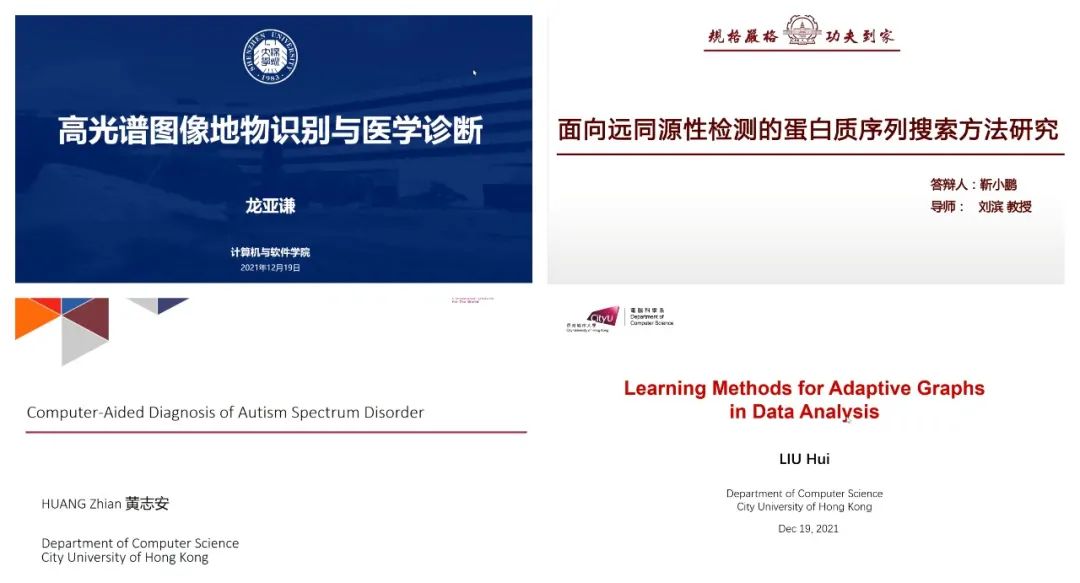 SHENZHEN UNIVERSITY
1983
高光谱图像地物识别与医学诊断
龙亚谦
计算机与软件学院
2021年12月19日
規格嚴格 功夫到家
面向远同源性检测的蛋白质序列搜索方法研究
答辩人：靳小鹏
导师： 刘滨 教授
Computer-Aided Diagnosis of Autism Spectrum Disorder
HUANG Zhian 黄志安
Department of Computer Science
City University of Hong Kong
CityU
香港城市大學
City University of Hong Kong
電腦科學系
Department of
Computer Science
Learning Methods for Adaptive Graphs
in Data Analysis
LIU Hui
Department of Computer Science
City University of Hong Kong
Dec 19, 2021